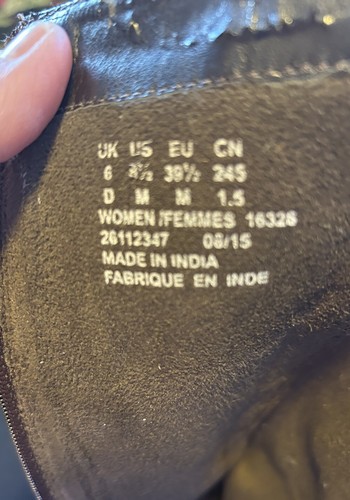 UK US EU CN
6 8½ 39½ 245
D M M 1.5
WOMEN/FEMMES 16328
26112347 08/15
MADE IN INDIA
FABRIQUE EN INDE